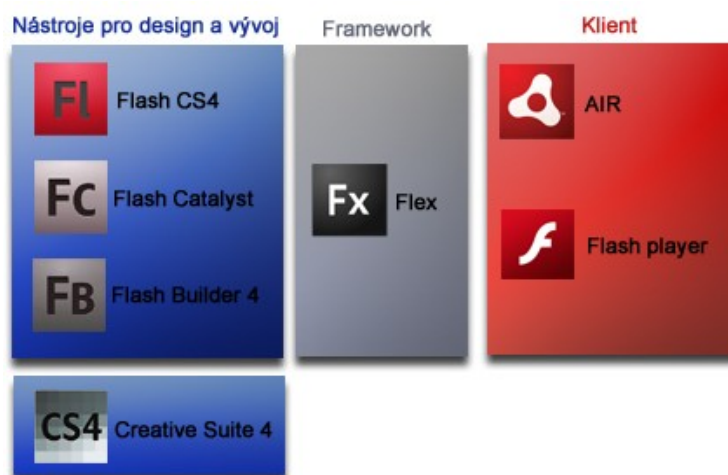 Nástroje pro design a vývoj
Fl Flash CS4
Fc Flash Catalyst
FB Flash Builder 4
CS4 Creative Suite 4
Framework
Fx Flex
Klient
AIR
Flash player